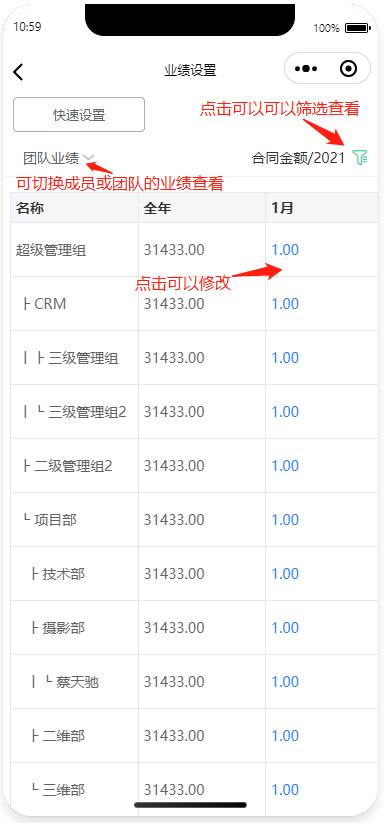 10:59 100%
业绩设置
快速设置
点击可以可以筛选查看
团队业绩 合同金额/2021
可切换成员或团队的业绩查看
名称 全年 1月
超级管理组 31433.00 1.00
点击可以修改
├ CRM 31433.00 1.00
| ├ 三级管理组 31433.00 1.00
| └ 三级管理组2 31433.00 1.00
├ 二级管理组2 31433.00 1.00
└ 项目部 31433.00 1.00
├ 技术部 31433.00 1.00
├ 摄影部 31433.00 1.00
| └ 蔡天驰 31433.00 1.00
├ 二维部 31433.00 1.00
└ 三维部 31433.00 1.00